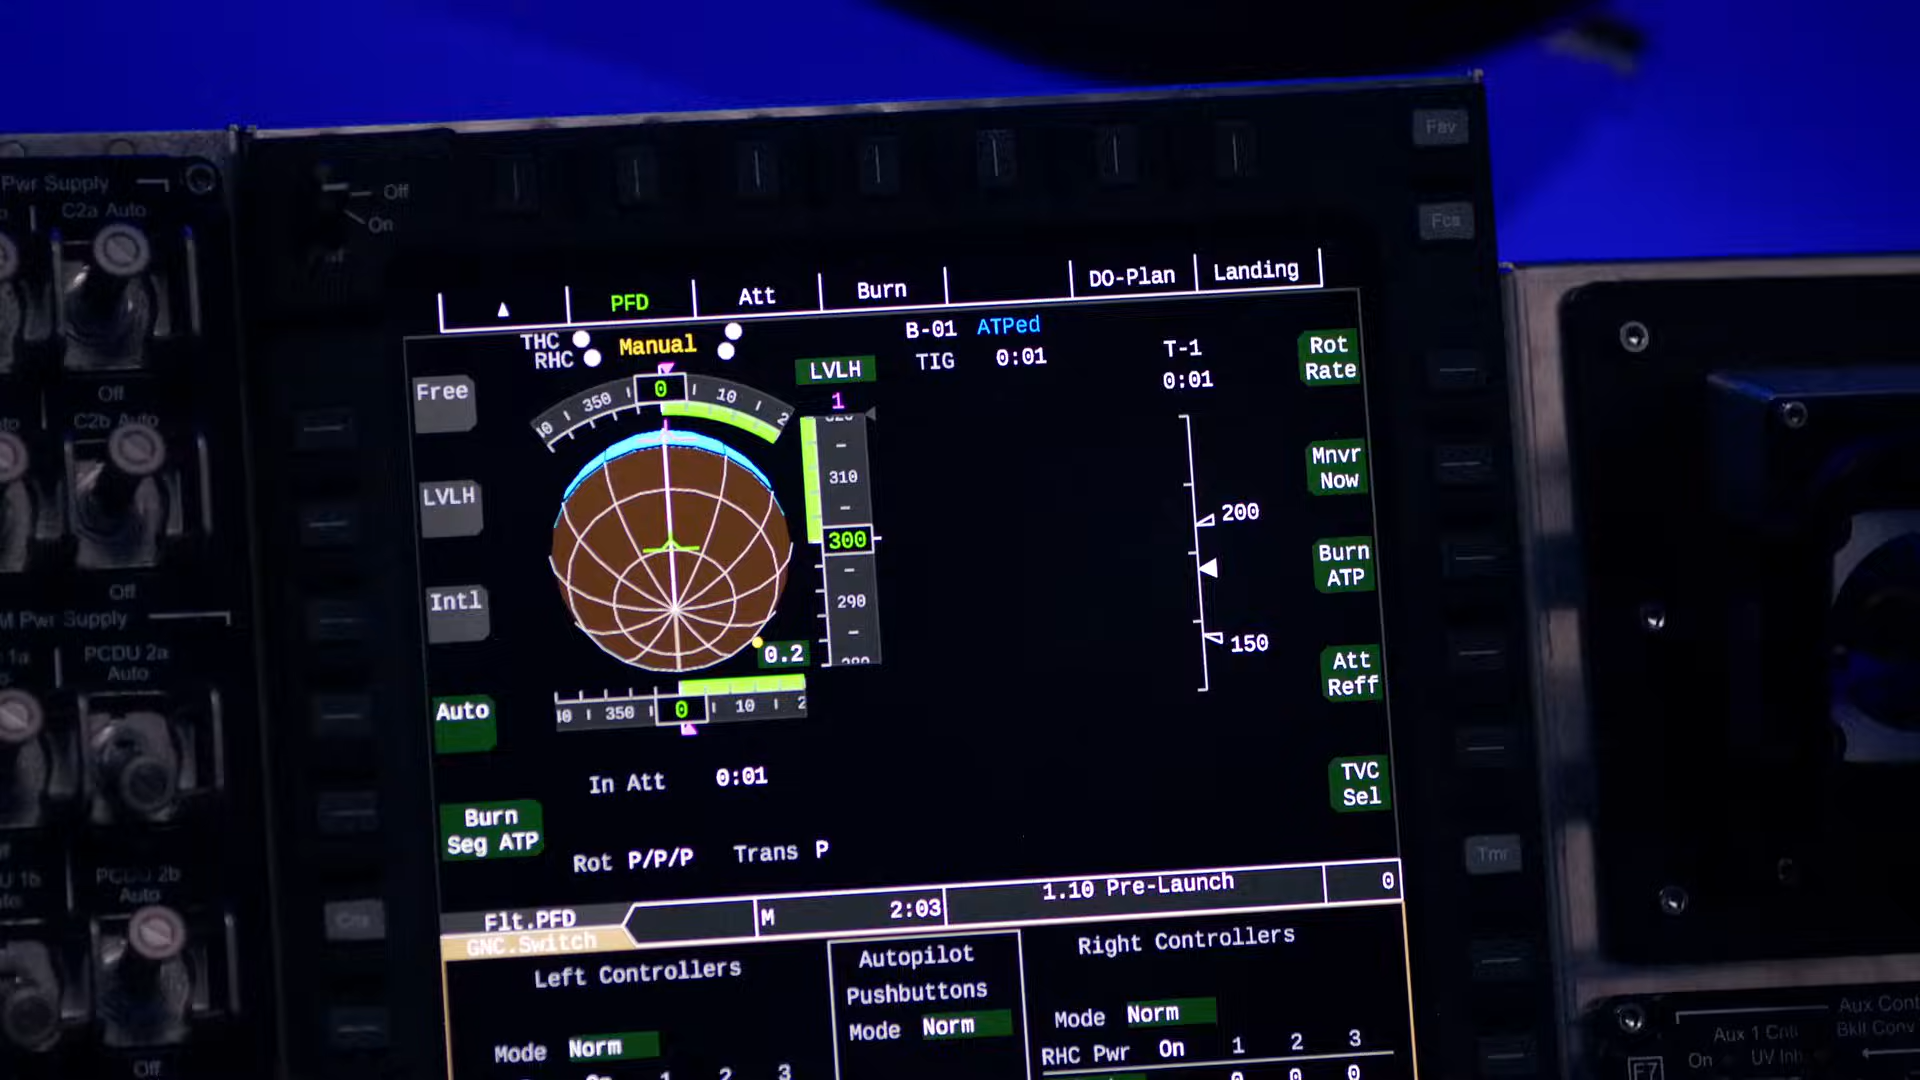 Pwr Supply
C2a Auto
Off
On
Off
C2b Auto
Off
Pwr Supply
PCDU 2a
Auto
PCDU 2b
Auto
Off
Fav
Fcs
▲ PFD Att Burn DO-Plan Landing
THC
RHC
Manual
B-01 ATPed
TIG 0:01
T-1
0:01
LVLH
1
Free
LVLH
Intl
Auto
Burn
Seg ATP
350 0 10
310
300
290
200
150
0.2
350 0 10
In Att 0:01
Rot P/P/P Trans P
Rot
Rate
Mnvr
Now
Burn
ATP
Att
Reff
TVC
Sel
Tmr
Flt.PFD M 2:03 1.10 Pre-Launch 0
GNC.Switch
Left Controllers
Mode Norm
1 2 3
Autopilot
Pushbuttons
Mode Norm
Right Controllers
Mode Norm
RHC Pwr On 1 2 3
0 0 0
Aux 1 Cntl
On
F7